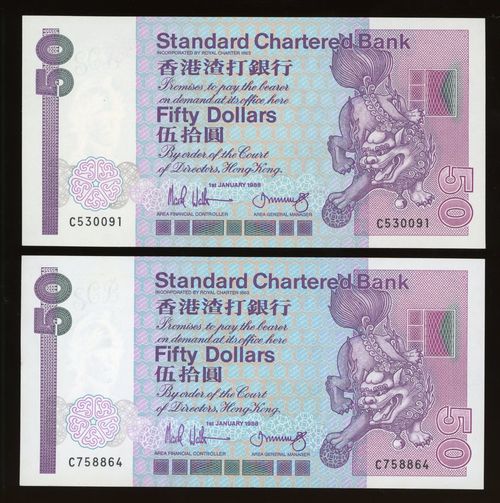 50
Standard Chartered Bank
INCORPORATED BY ROYAL CHARTER 1853
香港渣打銀行
Promises to pay the bearer
on demand at its office here
Fifty Dollars
伍拾圓
By order of the Court
of Directors, Hong Kong.
1st JANUARY 1988
AREA FINANCIAL CONTROLLER AREA GENERAL MANAGER
C530091 C530091
50
50
Standard Chartered Bank
INCORPORATED BY ROYAL CHARTER 1853
香港渣打銀行
Promises to pay the bearer
on demand at its office here
Fifty Dollars
伍拾圓
By order of the Court
of Directors, Hong Kong.
1st JANUARY 1988
AREA FINANCIAL CONTROLLER AREA GENERAL MANAGER
C758864 C758864
50